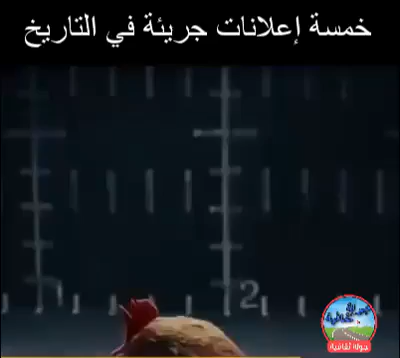 خمسة إعلانات جريئة في التاريخ
2
جولة ثقافية